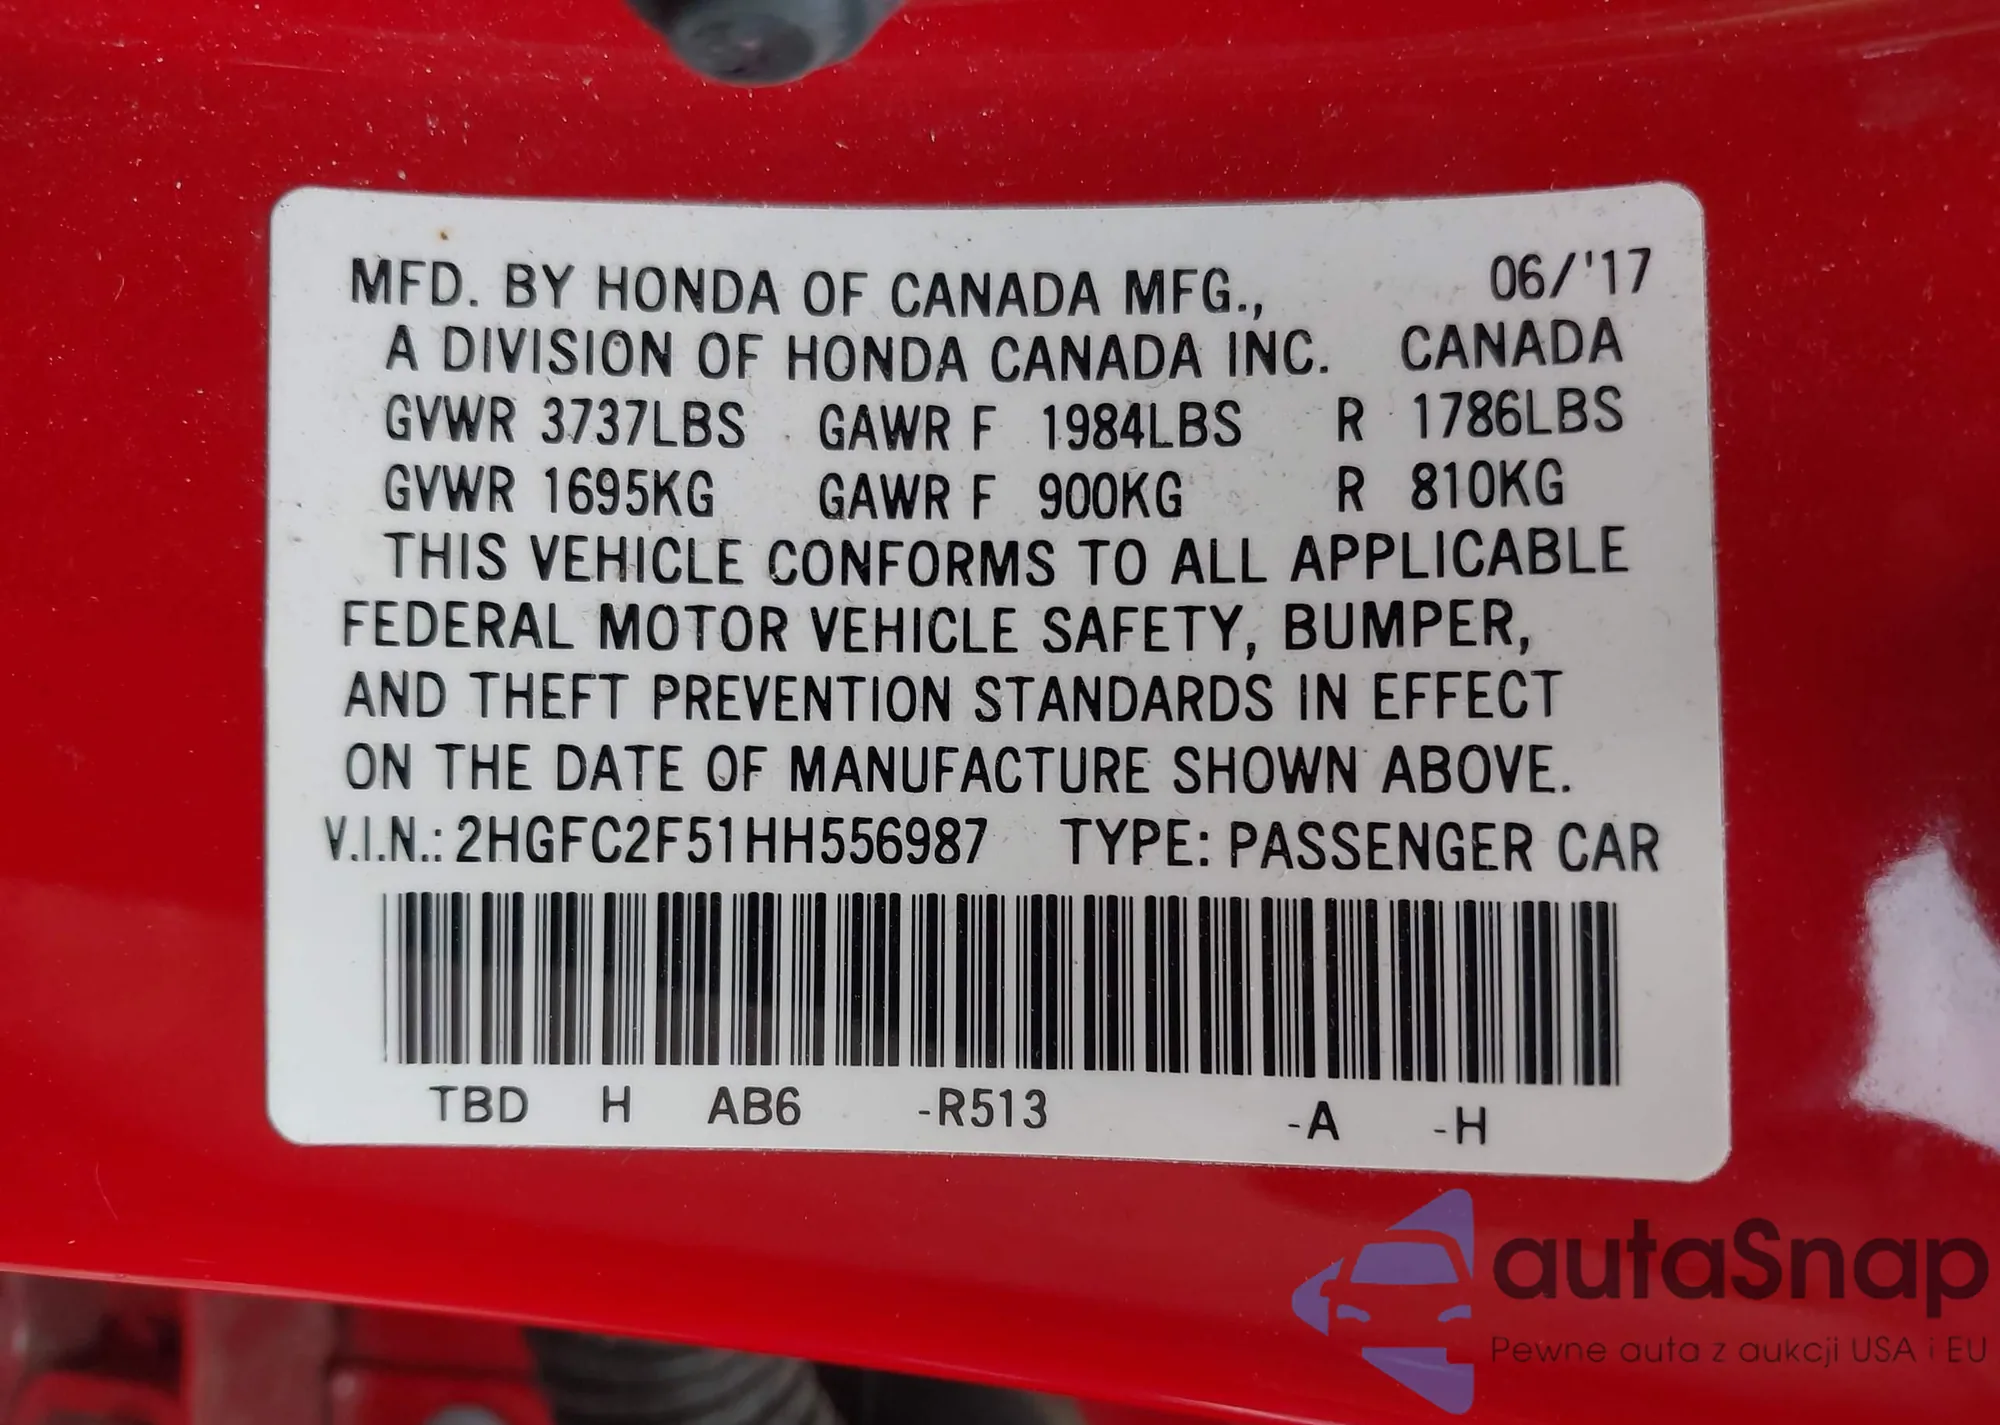 MFD. BY HONDA OF CANADA MFG., 06/'17
A DIVISION OF HONDA CANADA INC. CANADA
GVWR 3737LBS GAWR F 1984LBS R 1786LBS
GVWR 1695KG GAWR F 900KG R 810KG
THIS VEHICLE CONFORMS TO ALL APPLICABLE
FEDERAL MOTOR VEHICLE SAFETY, BUMPER,
AND THEFT PREVENTION STANDARDS IN EFFECT
ON THE DATE OF MANUFACTURE SHOWN ABOVE.
V.I.N.: 2HGFC2F51HH556987 TYPE: PASSENGER CAR
TBD H AB6 -R513 -A -H
autaSnap
Pewne auta z aukcji USA i EU